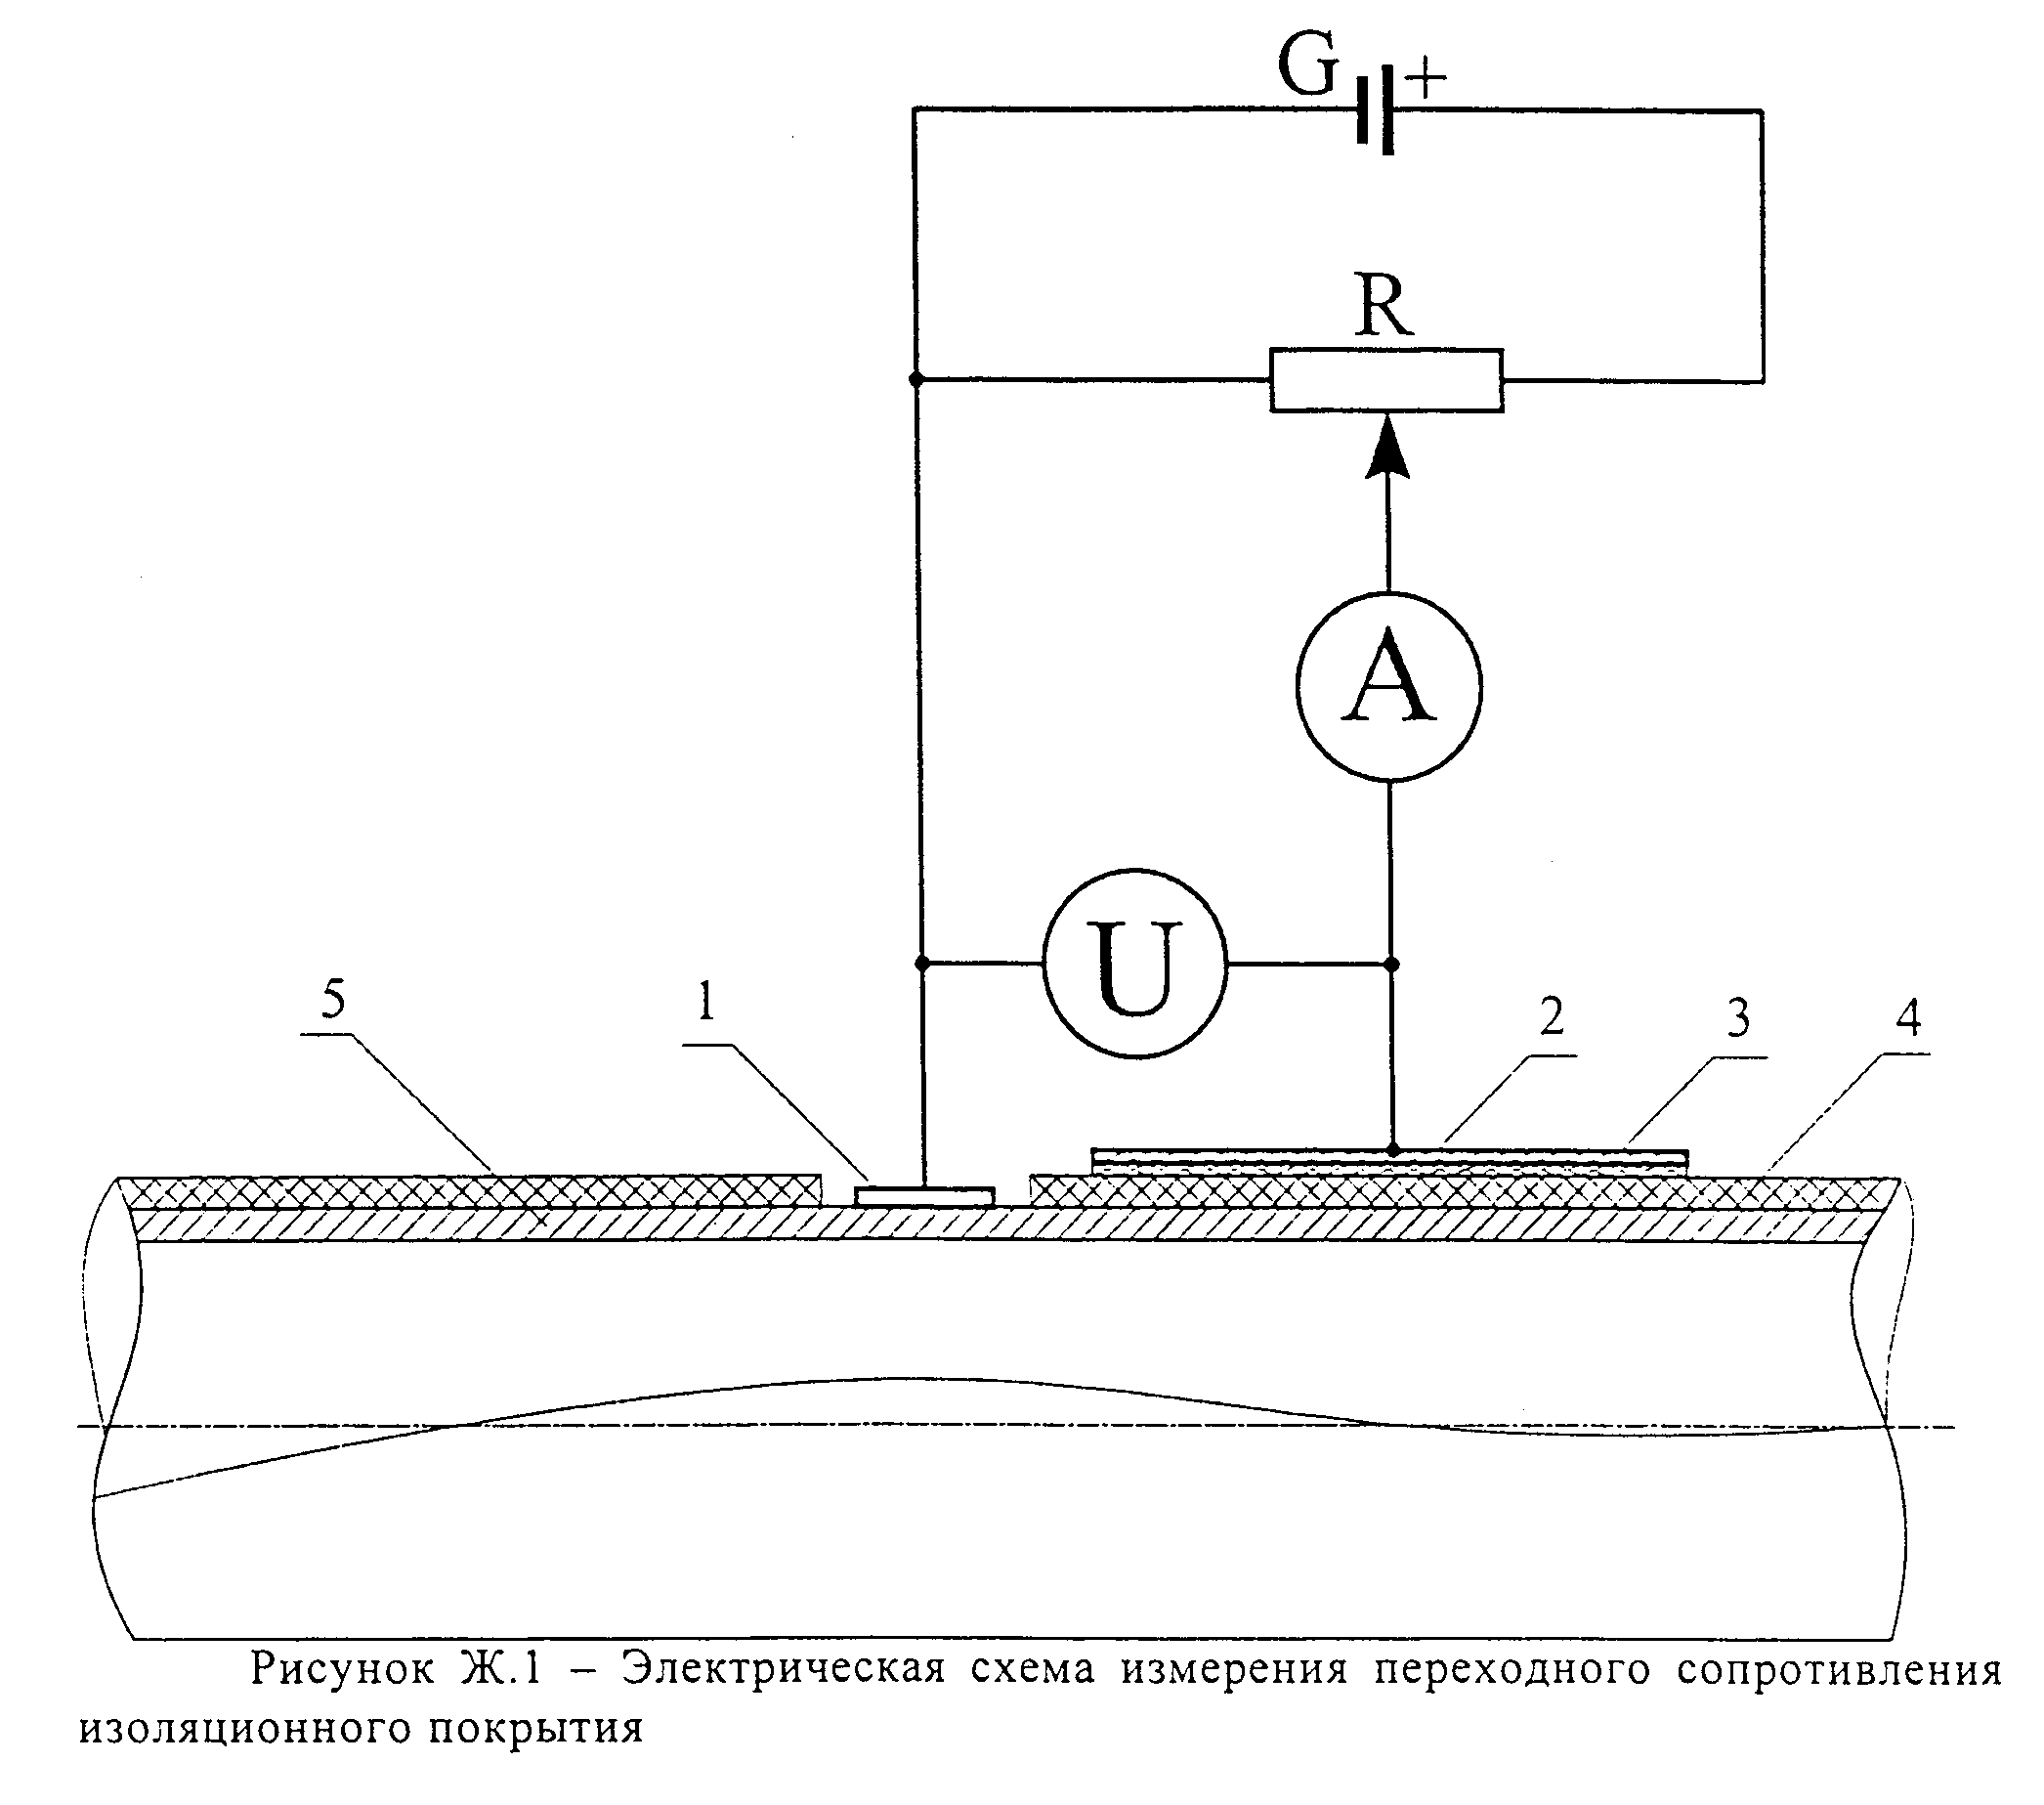 G +
R
A
U
5 1 2 3 4
Рисунок Ж.1 – Электрическая схема измерения переходного сопротивления
изоляционного покрытия